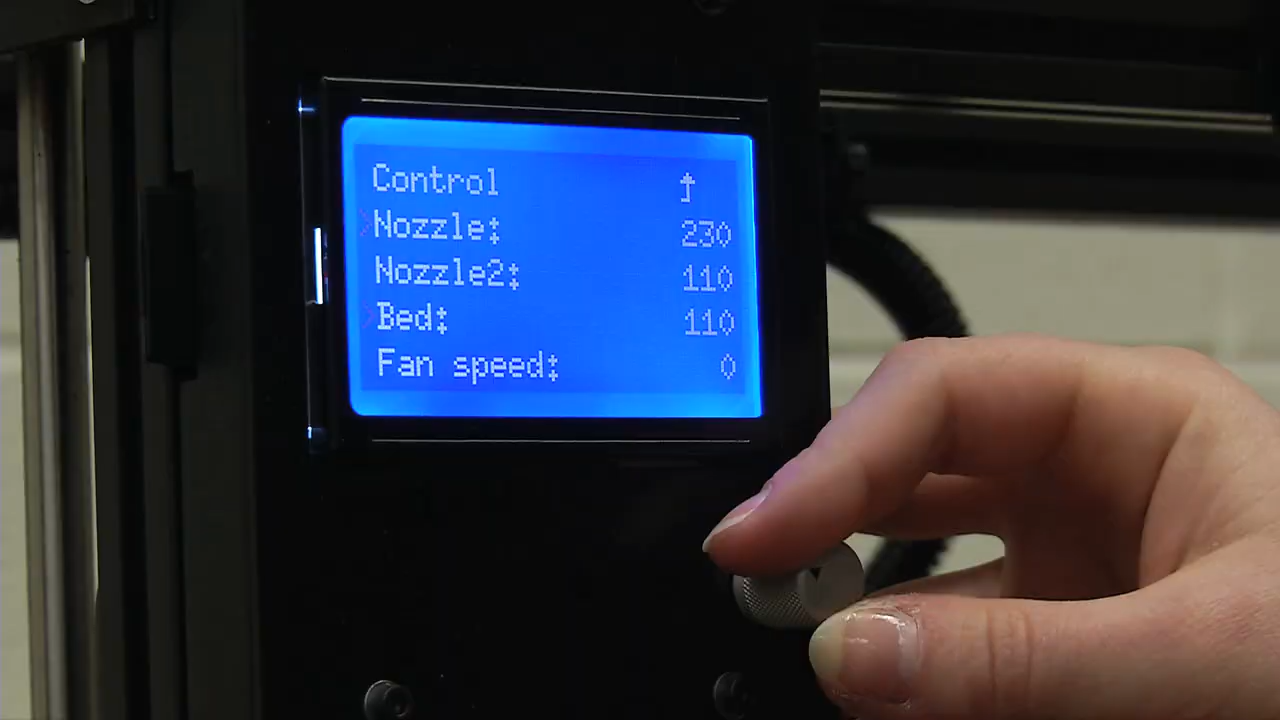 Control
Nozzle: 230
Nozzle2: 110
Bed: 110
Fan speed: 0